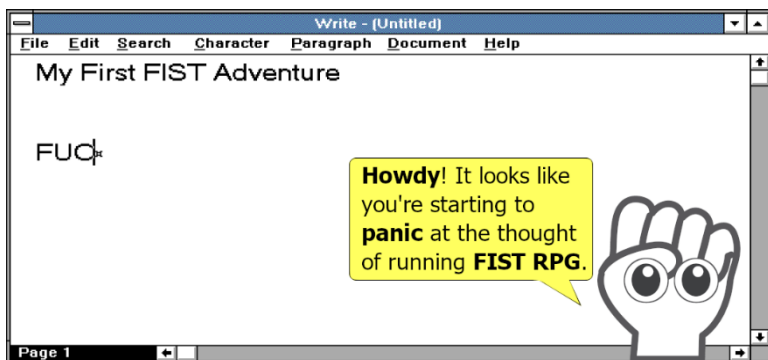 Write - (Untitled)
File Edit Search Character Paragraph Document Help
My First FIST Adventure
FUC
Howdy! It looks like
you're starting to
panic at the thought
of running FIST RPG.
Page 1